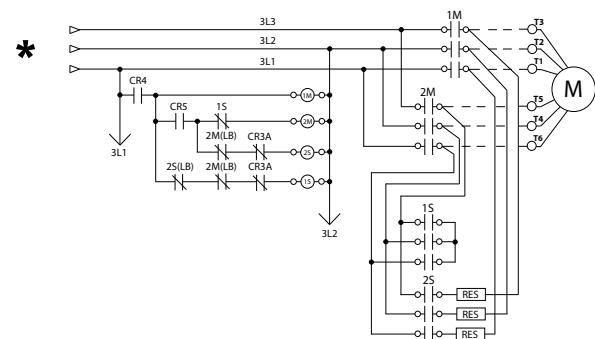 *
3L3
3L2
3L1
1M
T3
T2
T1
M
CR4
2M
T5
T4
T6
1M
CR5
1S
2M
2M(LB)
CR3A
2S
3L1
2S(LB)
2M(LB)
CR3A
1S
3L2
1S
2S
RES
RES
RES